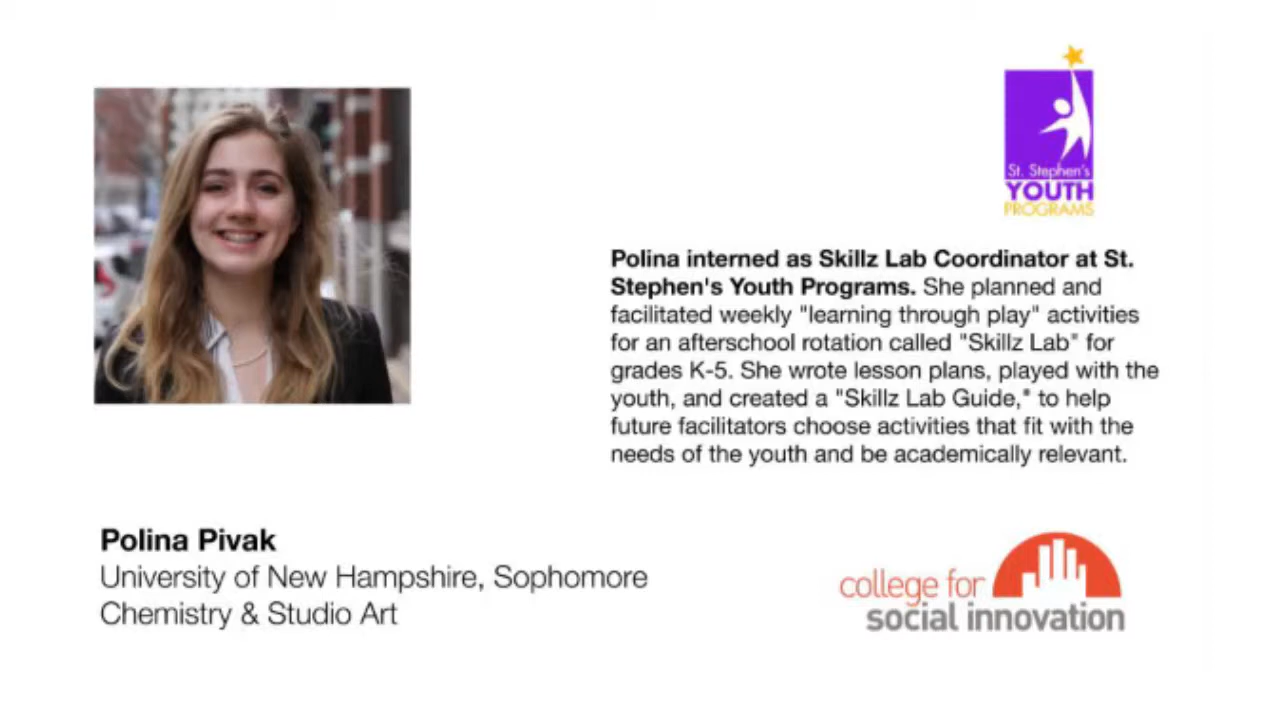 St. Stephen's
YOUTH
PROGRAMS
Polina interned as Skillz Lab Coordinator at St.
Stephen's Youth Programs. She planned and
facilitated weekly "learning through play" activities
for an afterschool rotation called "Skillz Lab" for
grades K-5. She wrote lesson plans, played with the
youth, and created a "Skillz Lab Guide," to help
future facilitators choose activities that fit with the
needs of the youth and be academically relevant.
Polina Pivak
University of New Hampshire, Sophomore
Chemistry & Studio Art
college for
social innovation